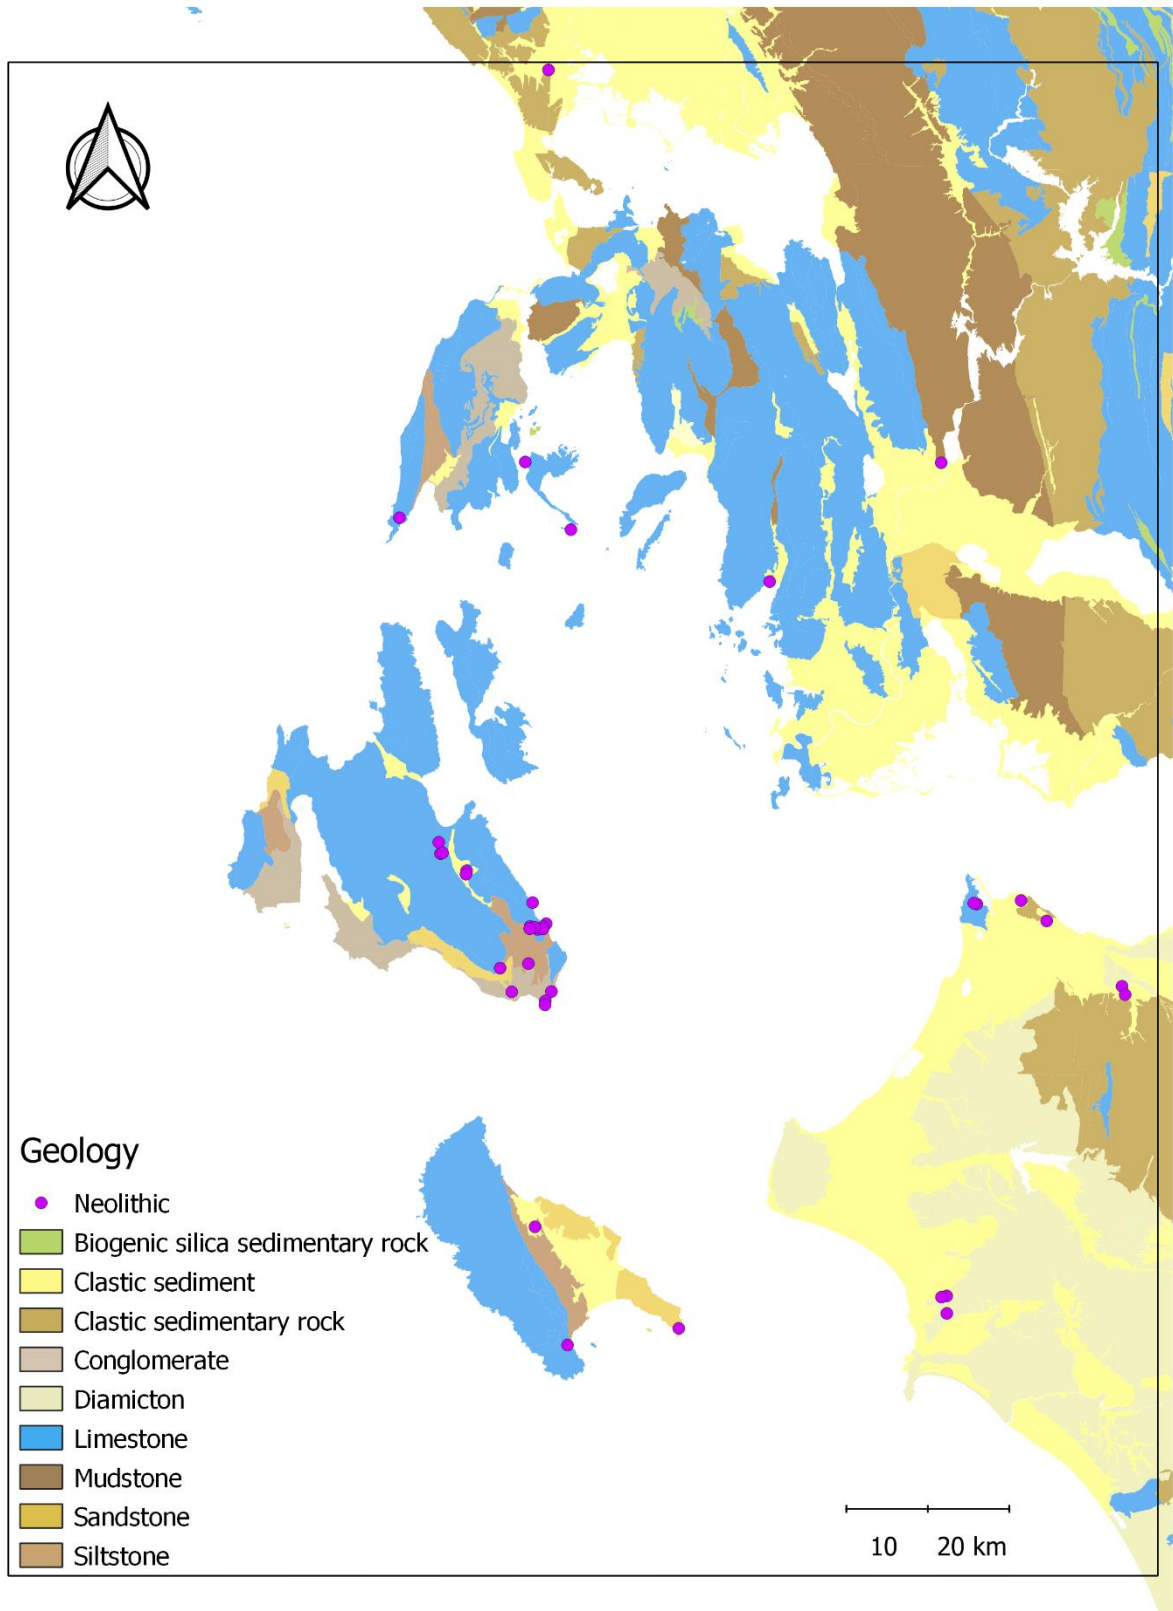 Geology
Neolithic
Biogenic silica sedimentary rock
Clastic sediment
Clastic sedimentary rock
Conglomerate
Diamicton
Limestone
Mudstone
Sandstone
Siltstone
10 20 km